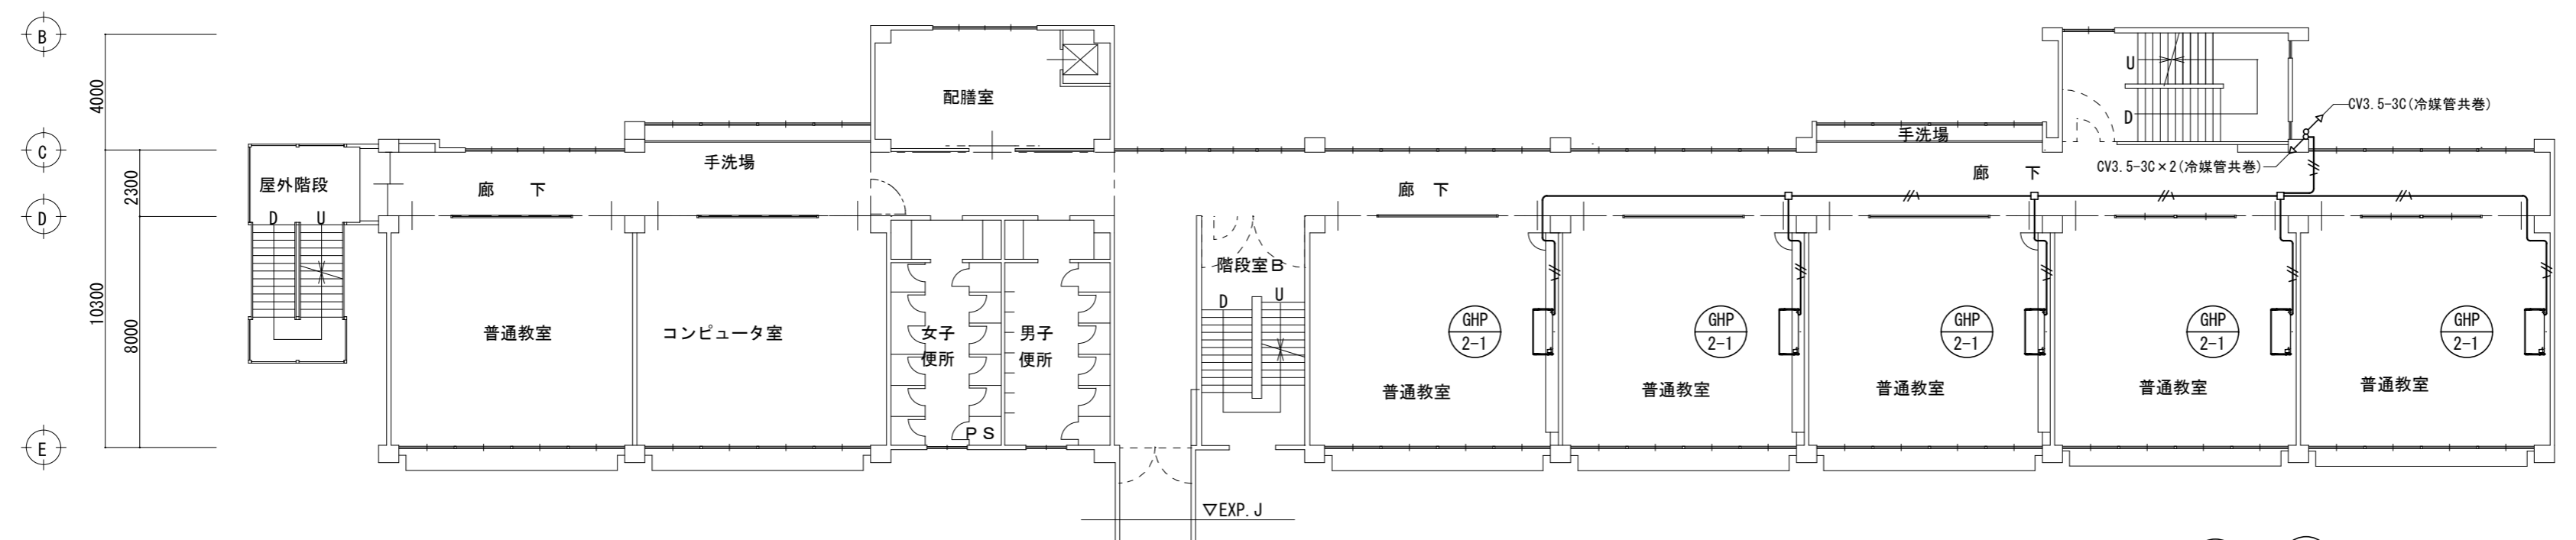 B
4000
C
2300
D
10300
8000
E
屋外階段
D U
廊 下
手洗場
配膳室
廊 下
手洗場
廊 下
U
D
CV3.5-3C(冷媒管共巻)
CV3.5-3C×2(冷媒管共巻)
普通教室
コンピュータ室
女子
便所
男子
便所
PS
階段室B
D U
GHP
2-1
普通教室
GHP
2-1
普通教室
GHP
2-1
普通教室
GHP
2-1
普通教室
GHP
2-1
普通教室
▽EXP.J